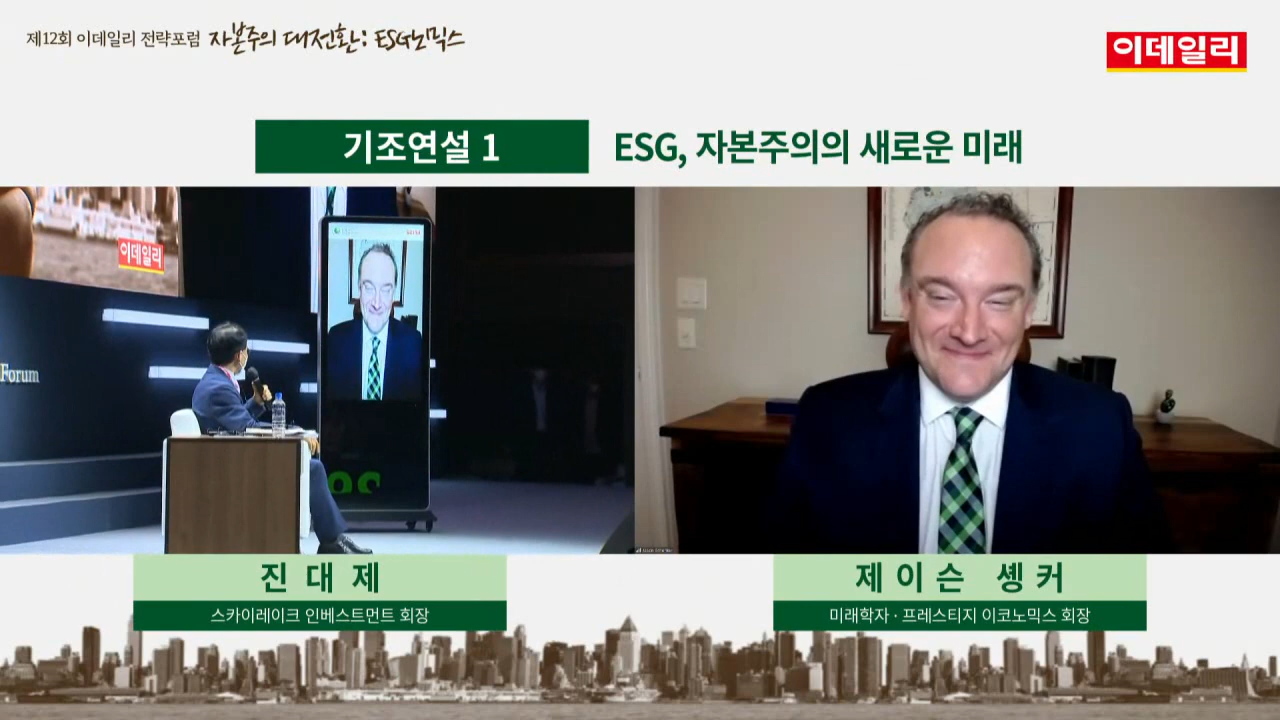 제12회 이데일리 전략포럼 자본주의 대전환: ESG노믹스
이데일리
기조연설 1
ESG, 자본주의의 새로운 미래
이데일리
Forum
진대제
스카이레이크 인베스트먼트 회장
제이슨 솅커
미래학자 · 프레스티지 이코노믹스 회장